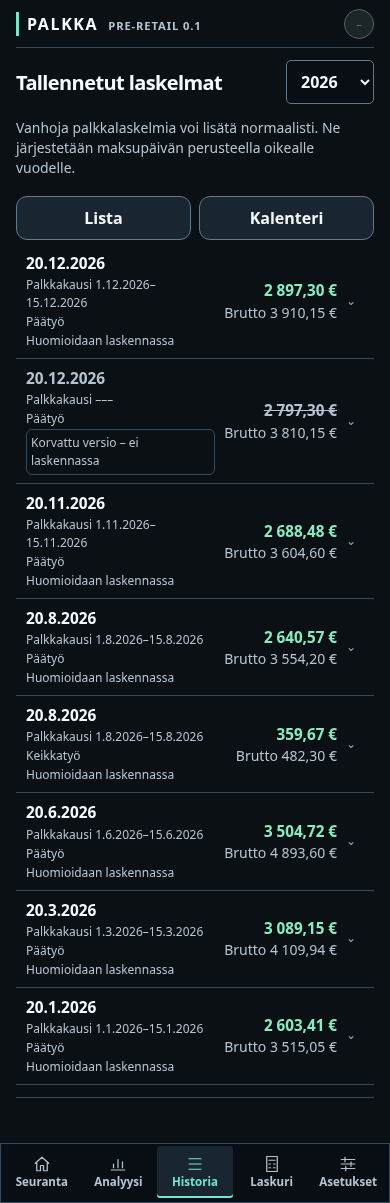 PALKKA PRE-RETAIL 0.1
Tallennetut laskelmat
2026
Vanhoja palkkalaskelmia voi lisätä normaalisti. Ne
järjestetään maksupäivän perusteella oikealle
vuodelle.
Lista
Kalenteri
20.12.2026
Palkkakausi 1.12.2026–
15.12.2026
Päätyö
Huomioidaan laskennassa
2 897,30 €
Brutto 3 910,15 €
20.12.2026
Palkkakausi –––
Päätyö
Korvattu versio – ei
laskennassa
2 797,30 €
Brutto 3 810,15 €
20.11.2026
Palkkakausi 1.11.2026–
15.11.2026
Päätyö
Huomioidaan laskennassa
2 688,48 €
Brutto 3 604,60 €
20.8.2026
Palkkakausi 1.8.2026–15.8.2026
Päätyö
Huomioidaan laskennassa
2 640,57 €
Brutto 3 554,20 €
20.8.2026
Palkkakausi 1.8.2026–15.8.2026
Keikkatyö
Huomioidaan laskennassa
359,67 €
Brutto 482,30 €
20.6.2026
Palkkakausi 1.6.2026–15.6.2026
Päätyö
Huomioidaan laskennassa
3 504,72 €
Brutto 4 893,60 €
20.3.2026
Palkkakausi 1.3.2026–15.3.2026
Päätyö
Huomioidaan laskennassa
3 089,15 €
Brutto 4 109,94 €
20.1.2026
Palkkakausi 1.1.2026–15.1.2026
Päätyö
Huomioidaan laskennassa
2 603,41 €
Brutto 3 515,05 €
Seuranta
Analyysi
Historia
Laskuri
Asetukset